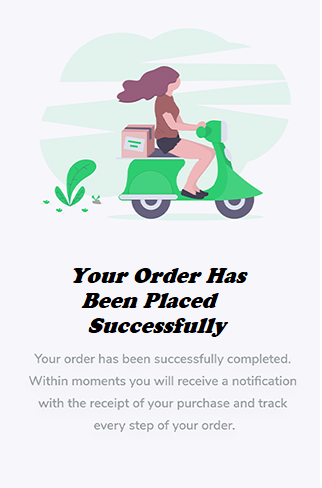 Your Order Has
Been Placed
Successfully
Your order has been successfully completed.
Within moments you will receive a notification
with the receipt of your purchase and track
every step of your order.